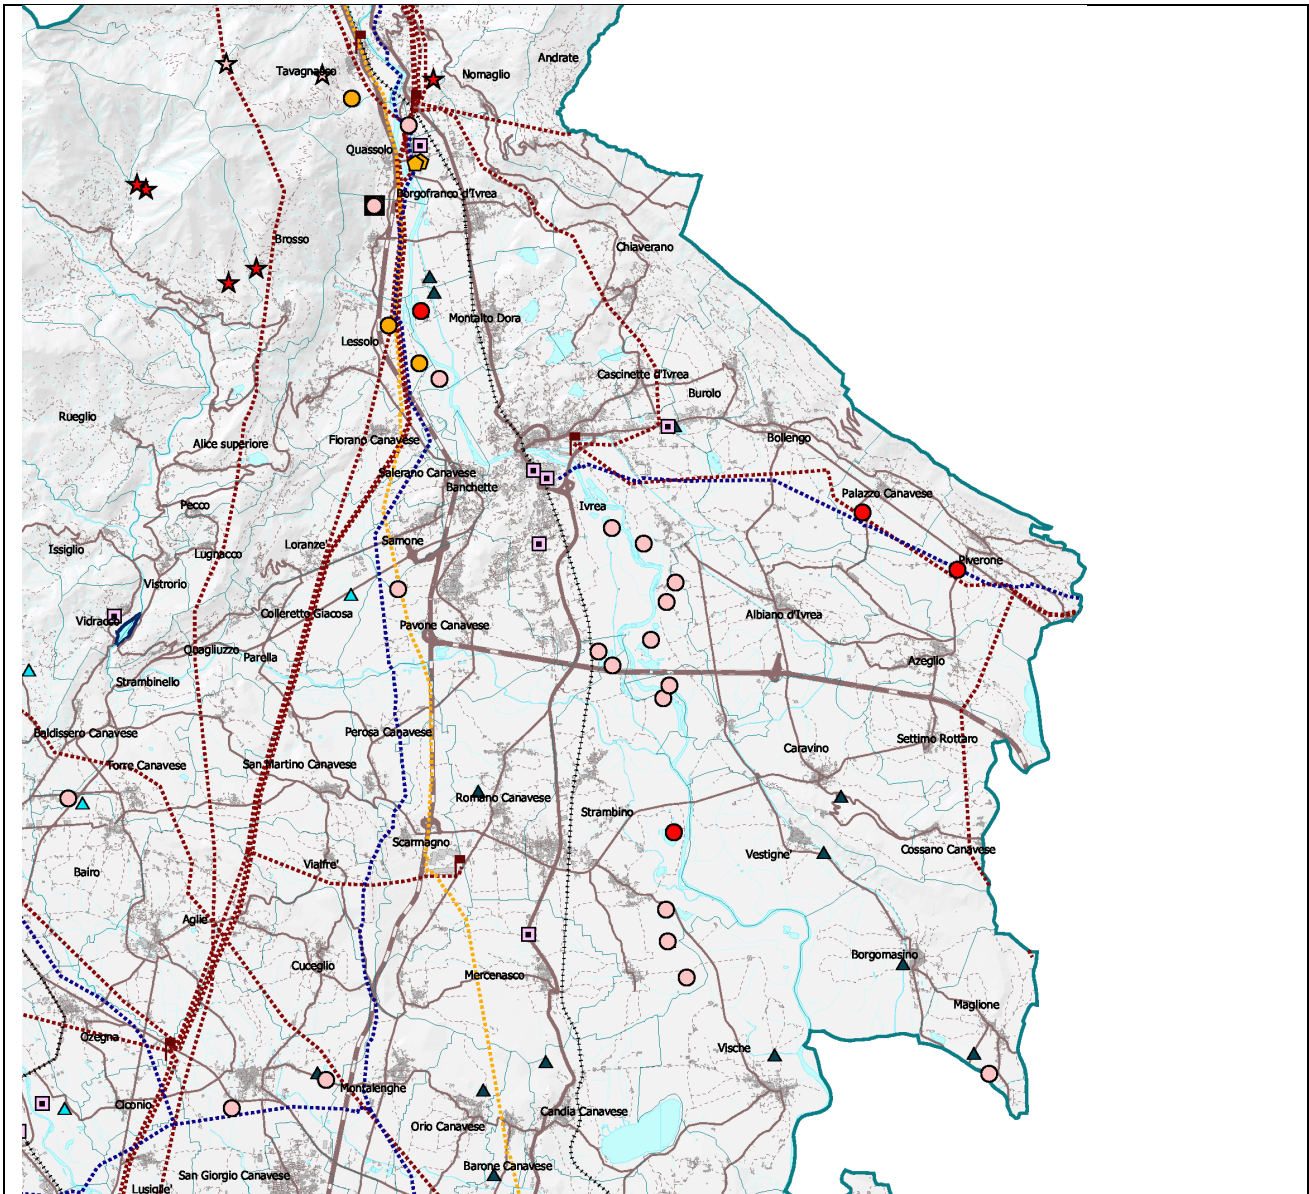 Andrate
Tavagnasco
Nomaglio
Quassolo
Borgofranco d'Ivrea
Brosso
Chiaverano
Montalto Dora
Lessolo
Cascinette d'Ivrea
Burolo
Rueglio
Alice superiore
Fiorano Canavese
Bollengo
Salerano Canavese
Banchette
Palazzo Canavese
Pecco
Ivrea
Issiglio
Lugnacco
Loranze'
Samone
Piverone
Vistrorio
Vidracco
Colleretto Giacosa
Albiano d'Ivrea
Pavone Canavese
Quagliuzzo
Parella
Azeglio
Strambinello
Baldissero Canavese
Perosa Canavese
Settimo Rottaro
Caravino
Torre Canavese
San Martino Canavese
Romano Canavese
Strambino
Scarmagno
Vialfre'
Vestigne'
Cossano Canavese
Bairo
Aglie'
Borgomasino
Cuceglio
Mercenasco
Maglione
Ozegna
Vische
Montalenghe
Ciconio
Candia Canavese
Orio Canavese
Barone Canavese
San Giorgio Canavese
Lusiglie'